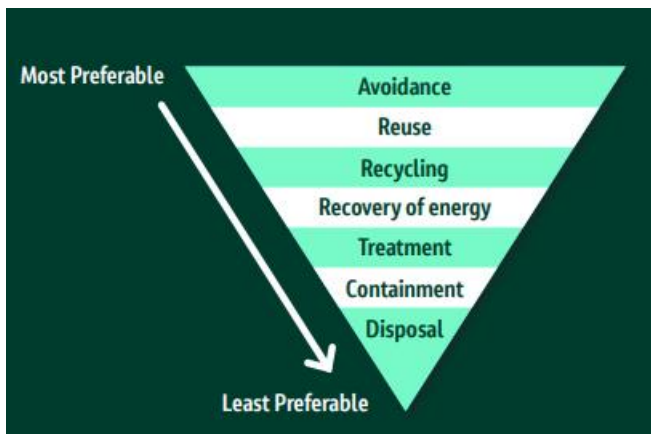 Most Preferable
Avoidance
Reuse
Recycling
Recovery of energy
Treatment
Containment
Disposal
Least Preferable